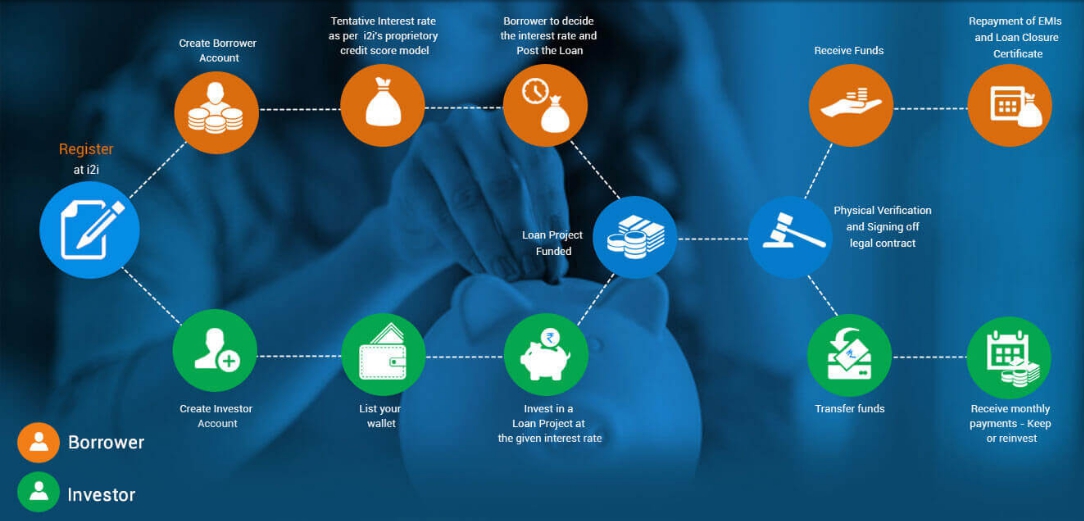 Register
at i2i
Create Borrower
Account
Tentative Interest rate
as per i2i's proprietory
credit score model
Borrower to decide
the interest rate and
Post the Loan
Receive Funds
Repayment of EMIs
and Loan Closure
Certificate
Loan Project
Funded
Physical Verification
and Signing off
legal contract
₹
Create Investor
Account
List your
wallet
Invest in a
Loan Project at
the given interest rate
Transfer funds
Receive monthly
payments - Keep
or reinvest
Borrower
Investor